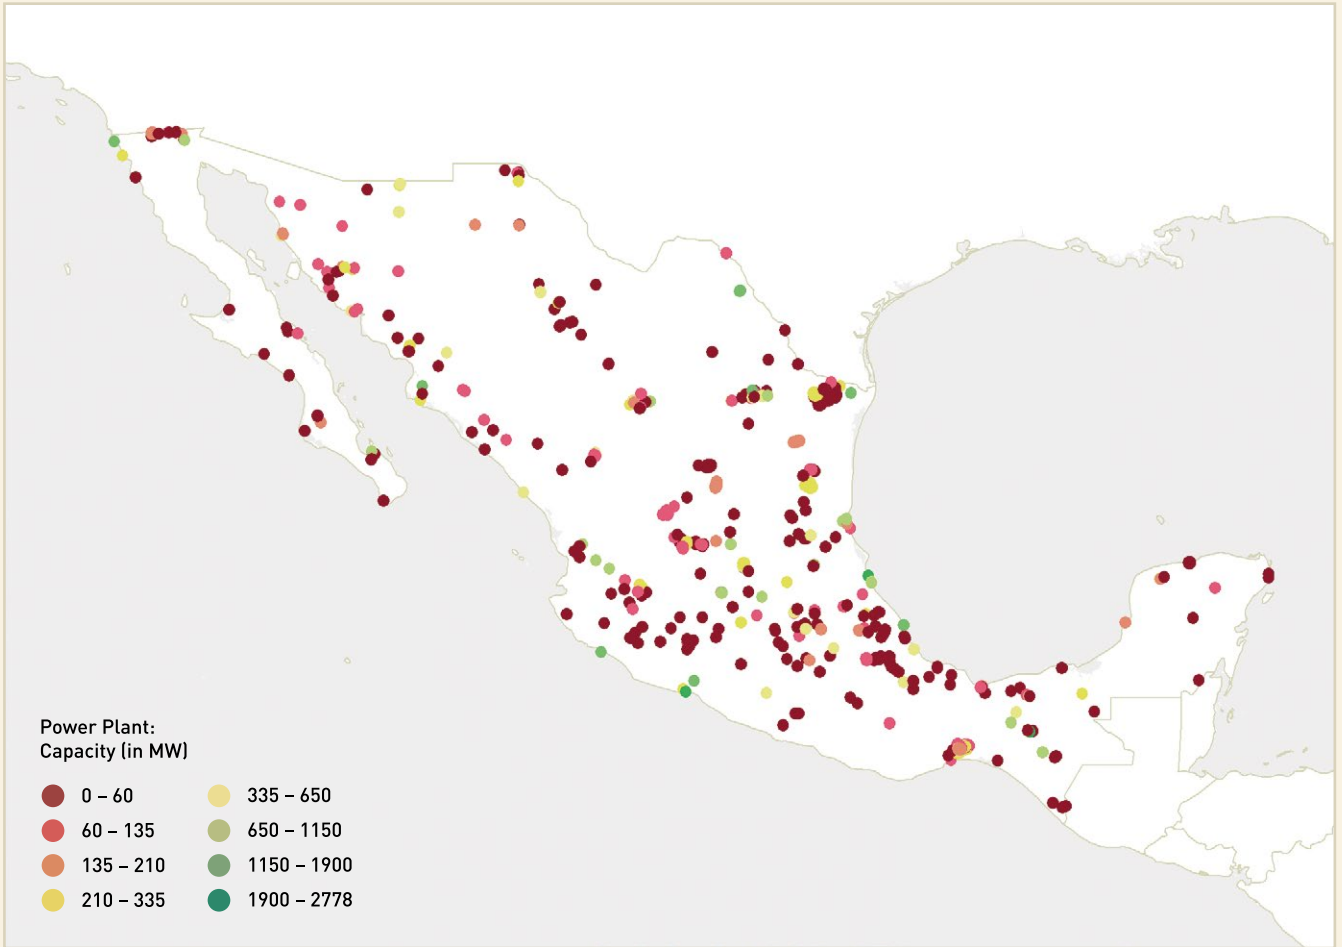 Power Plant:
Capacity (in MW)
0 – 60
60 – 135
135 – 210
210 – 335
335 – 650
650 – 1150
1150 – 1900
1900 – 2778